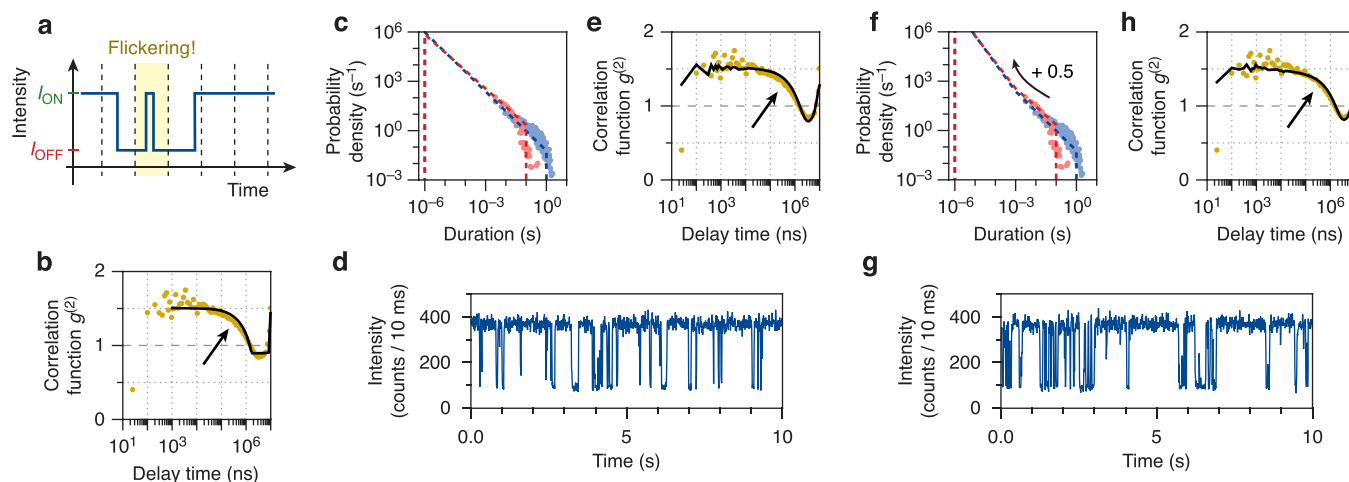 a
Flickering!
Intensity
I_ON
I_OFF
Time
b
Correlation
function g^(2)
2
1
0
10^1 10^3 10^6
Delay time (ns)
c
Probability
density (s^−1)
10^6
10^3
10^0
10^−3
10^−6 10^−3 10^0
Duration (s)
d
Intensity
(counts / 10 ms)
400
200
0
0.0 5 10
Time (s)
e
Correlation
function g^(2)
2
1
0
10^1 10^3 10^6
Delay time (ns)
f
Probability
density (s^−1)
10^6
10^3
10^0
10^−3
+ 0.5
10^−6 10^−3 10^0
Duration (s)
g
Intensity
(counts / 10 ms)
400
200
0
0.0 5 10
Time (s)
h
Correlation
function g^(2)
2
1
0
10^1 10^3 10^6
Delay time (ns)